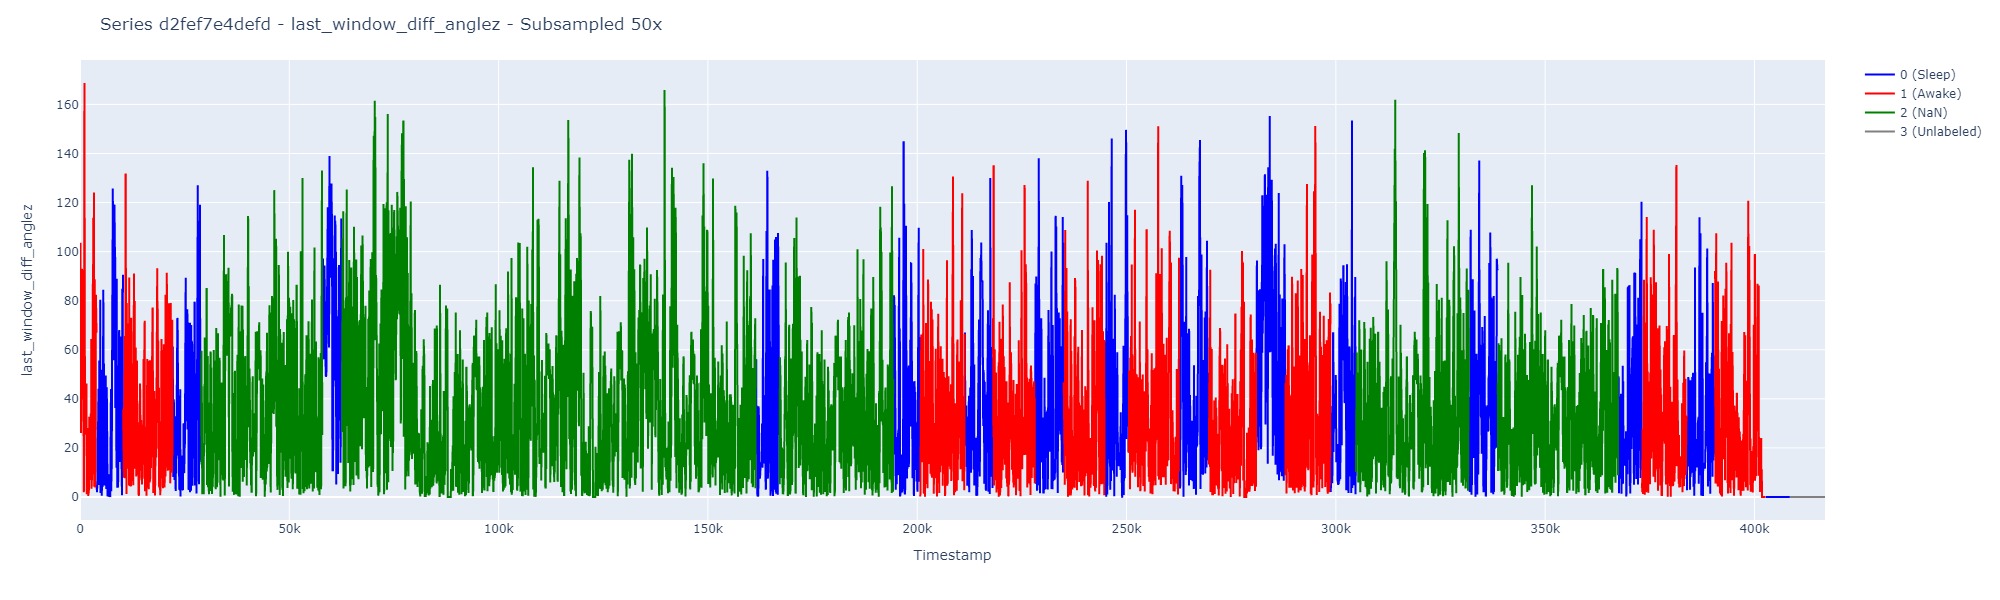 Series d2fef7e4defd - last_window_diff_anglez - Subsampled 50x
0 (Sleep)
1 (Awake)
2 (NaN)
3 (Unlabeled)
last_window_diff_anglez
160
140
120
100
80
60
40
20
0
0 50k 100k 150k 200k 250k 300k 350k 400k
Timestamp